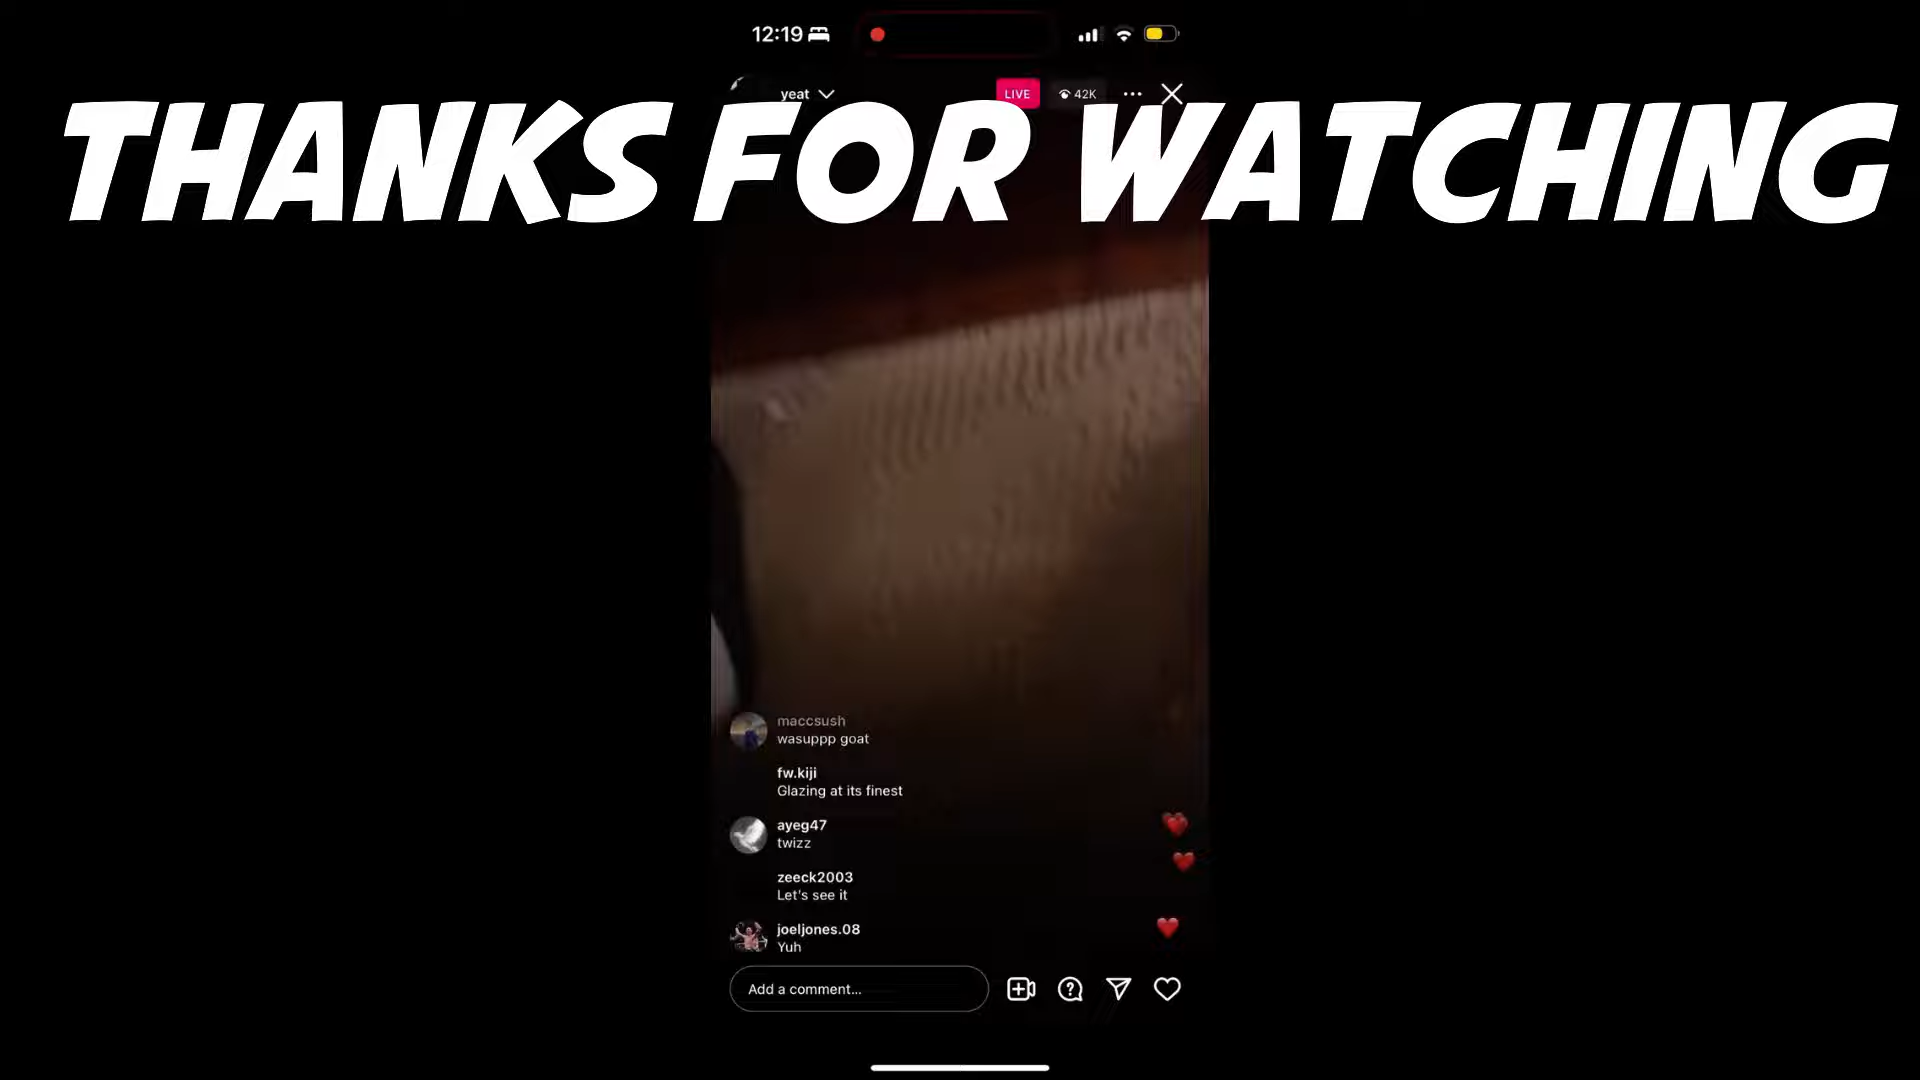 12:19
yeat
LIVE
42K
THANKS FOR WATCHING
maccsush
wasuppp goat
fw.kiji
Glazing at its finest
ayeg47
twizz
zeeck2003
Let's see it
joeljones.08
Yuh
Add a comment...